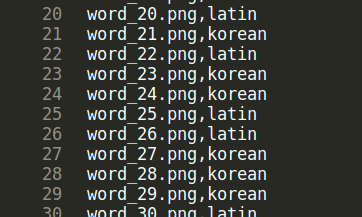 20 word_20.png,latin
21 word_21.png,korean
22 word_22.png,latin
23 word_23.png,korean
24 word_24.png,korean
25 word_25.png,latin
26 word_26.png,latin
27 word_27.png,korean
28 word_28.png,korean
29 word_29.png,korean
30 word_30.png,latin